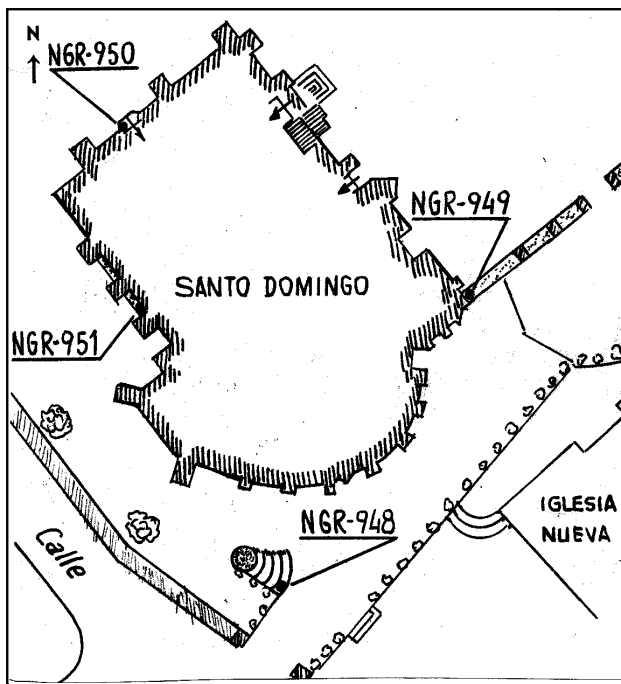 N
NGR-950
NGR-949
SANTO DOMINGO
NGR-951
NGR-948
IGLESIA
NUEVA
Calle